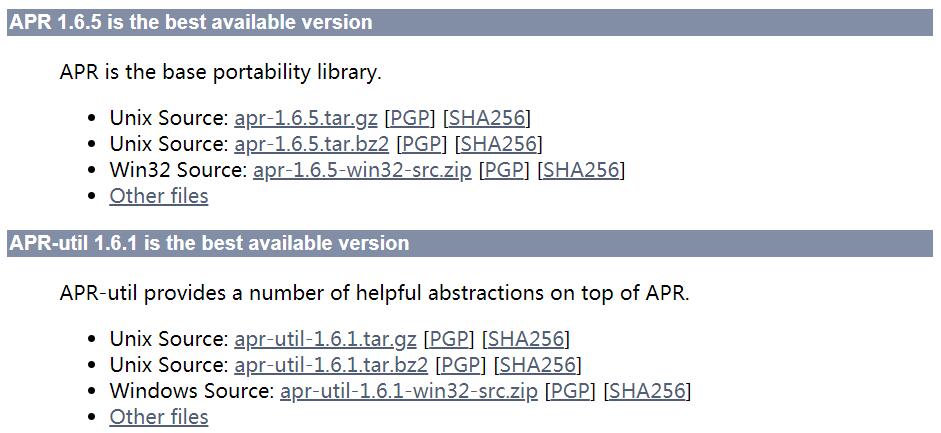 APR 1.6.5 is the best available version
APR is the base portability library.
• Unix Source: apr-1.6.5.tar.gz [PGP] [SHA256]
• Unix Source: apr-1.6.5.tar.bz2 [PGP] [SHA256]
• Win32 Source: apr-1.6.5-win32-src.zip [PGP] [SHA256]
• Other files
APR-util 1.6.1 is the best available version
APR-util provides a number of helpful abstractions on top of APR.
• Unix Source: apr-util-1.6.1.tar.gz [PGP] [SHA256]
• Unix Source: apr-util-1.6.1.tar.bz2 [PGP] [SHA256]
• Windows Source: apr-util-1.6.1-win32-src.zip [PGP] [SHA256]
• Other files